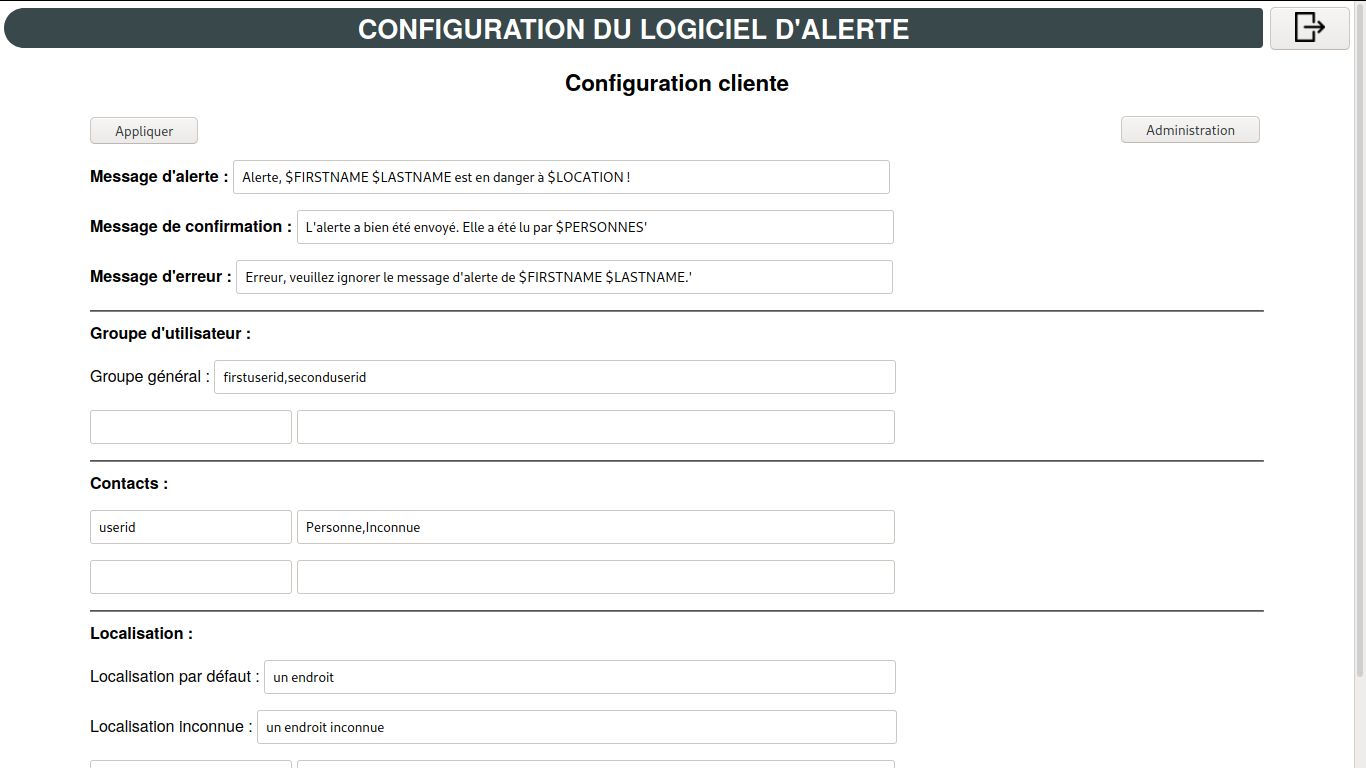 CONFIGURATION DU LOGICIEL D'ALERTE
Configuration cliente
Appliquer
Administration
Message d'alerte : Alerte, $FIRSTNAME $LASTNAME est en danger à $LOCATION !
Message de confirmation : L'alerte a bien été envoyé. Elle a été lu par $PERSONNES'
Message d'erreur : Erreur, veuillez ignorer le message d'alerte de $FIRSTNAME $LASTNAME.'
Groupe d'utilisateur :
Groupe général : firstuserid,seconduserid
Contacts :
userid Personne,Inconnue
Localisation :
Localisation par défaut : un endroit
Localisation inconnue : un endroit inconnue